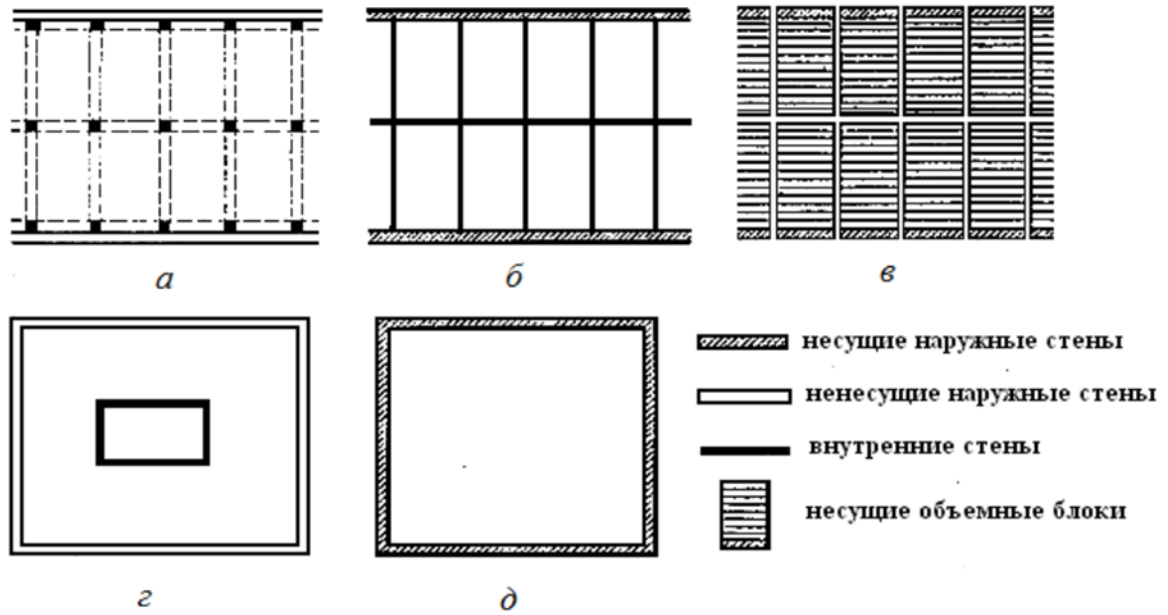 а
б
в
г
д
несущие наружные стены
ненесущие наружные стены
внутренние стены
несущие объемные блоки